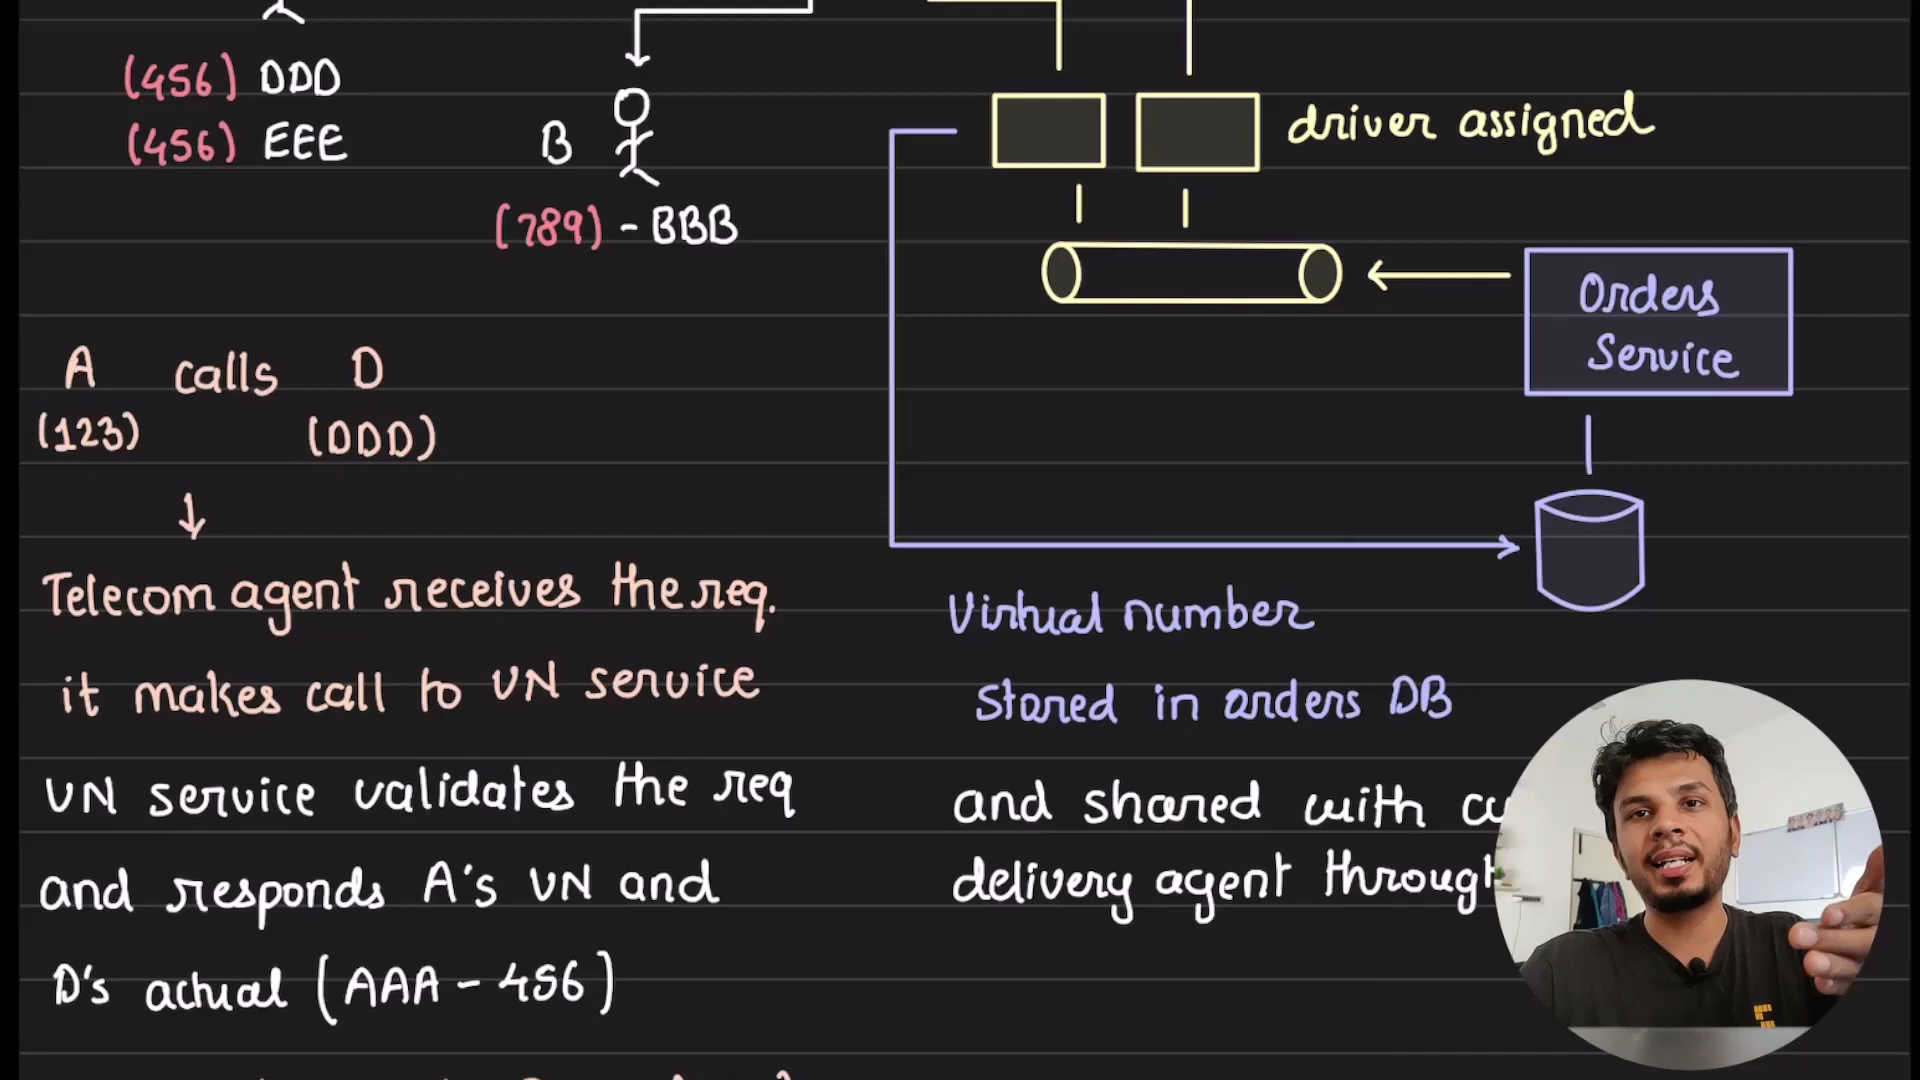 (456) DDD
(456) EEE
B
(789) - BBB
driver assigned
Orders
Service
A calls D
(123) (DDD)
Telecom agent receives the req.
it makes call to VN service
VN service validates the req
and responds A's VN and
D's actual (AAA - 456)
Virtual number
stored in orders DB
and shared with
delivery agent